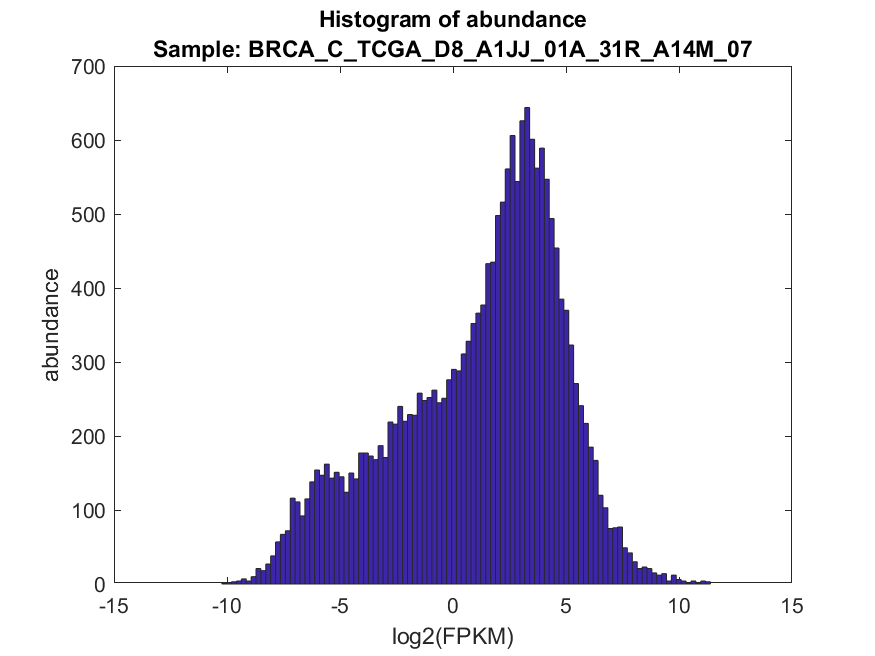 Histogram of abundance
Sample: BRCA_C_TCGA_D8_A1JJ_01A_31R_A14M_07
700
600
500
400
300
200
100
0
abundance
-15 -10 -5 0 5 10 15
log2(FPKM)